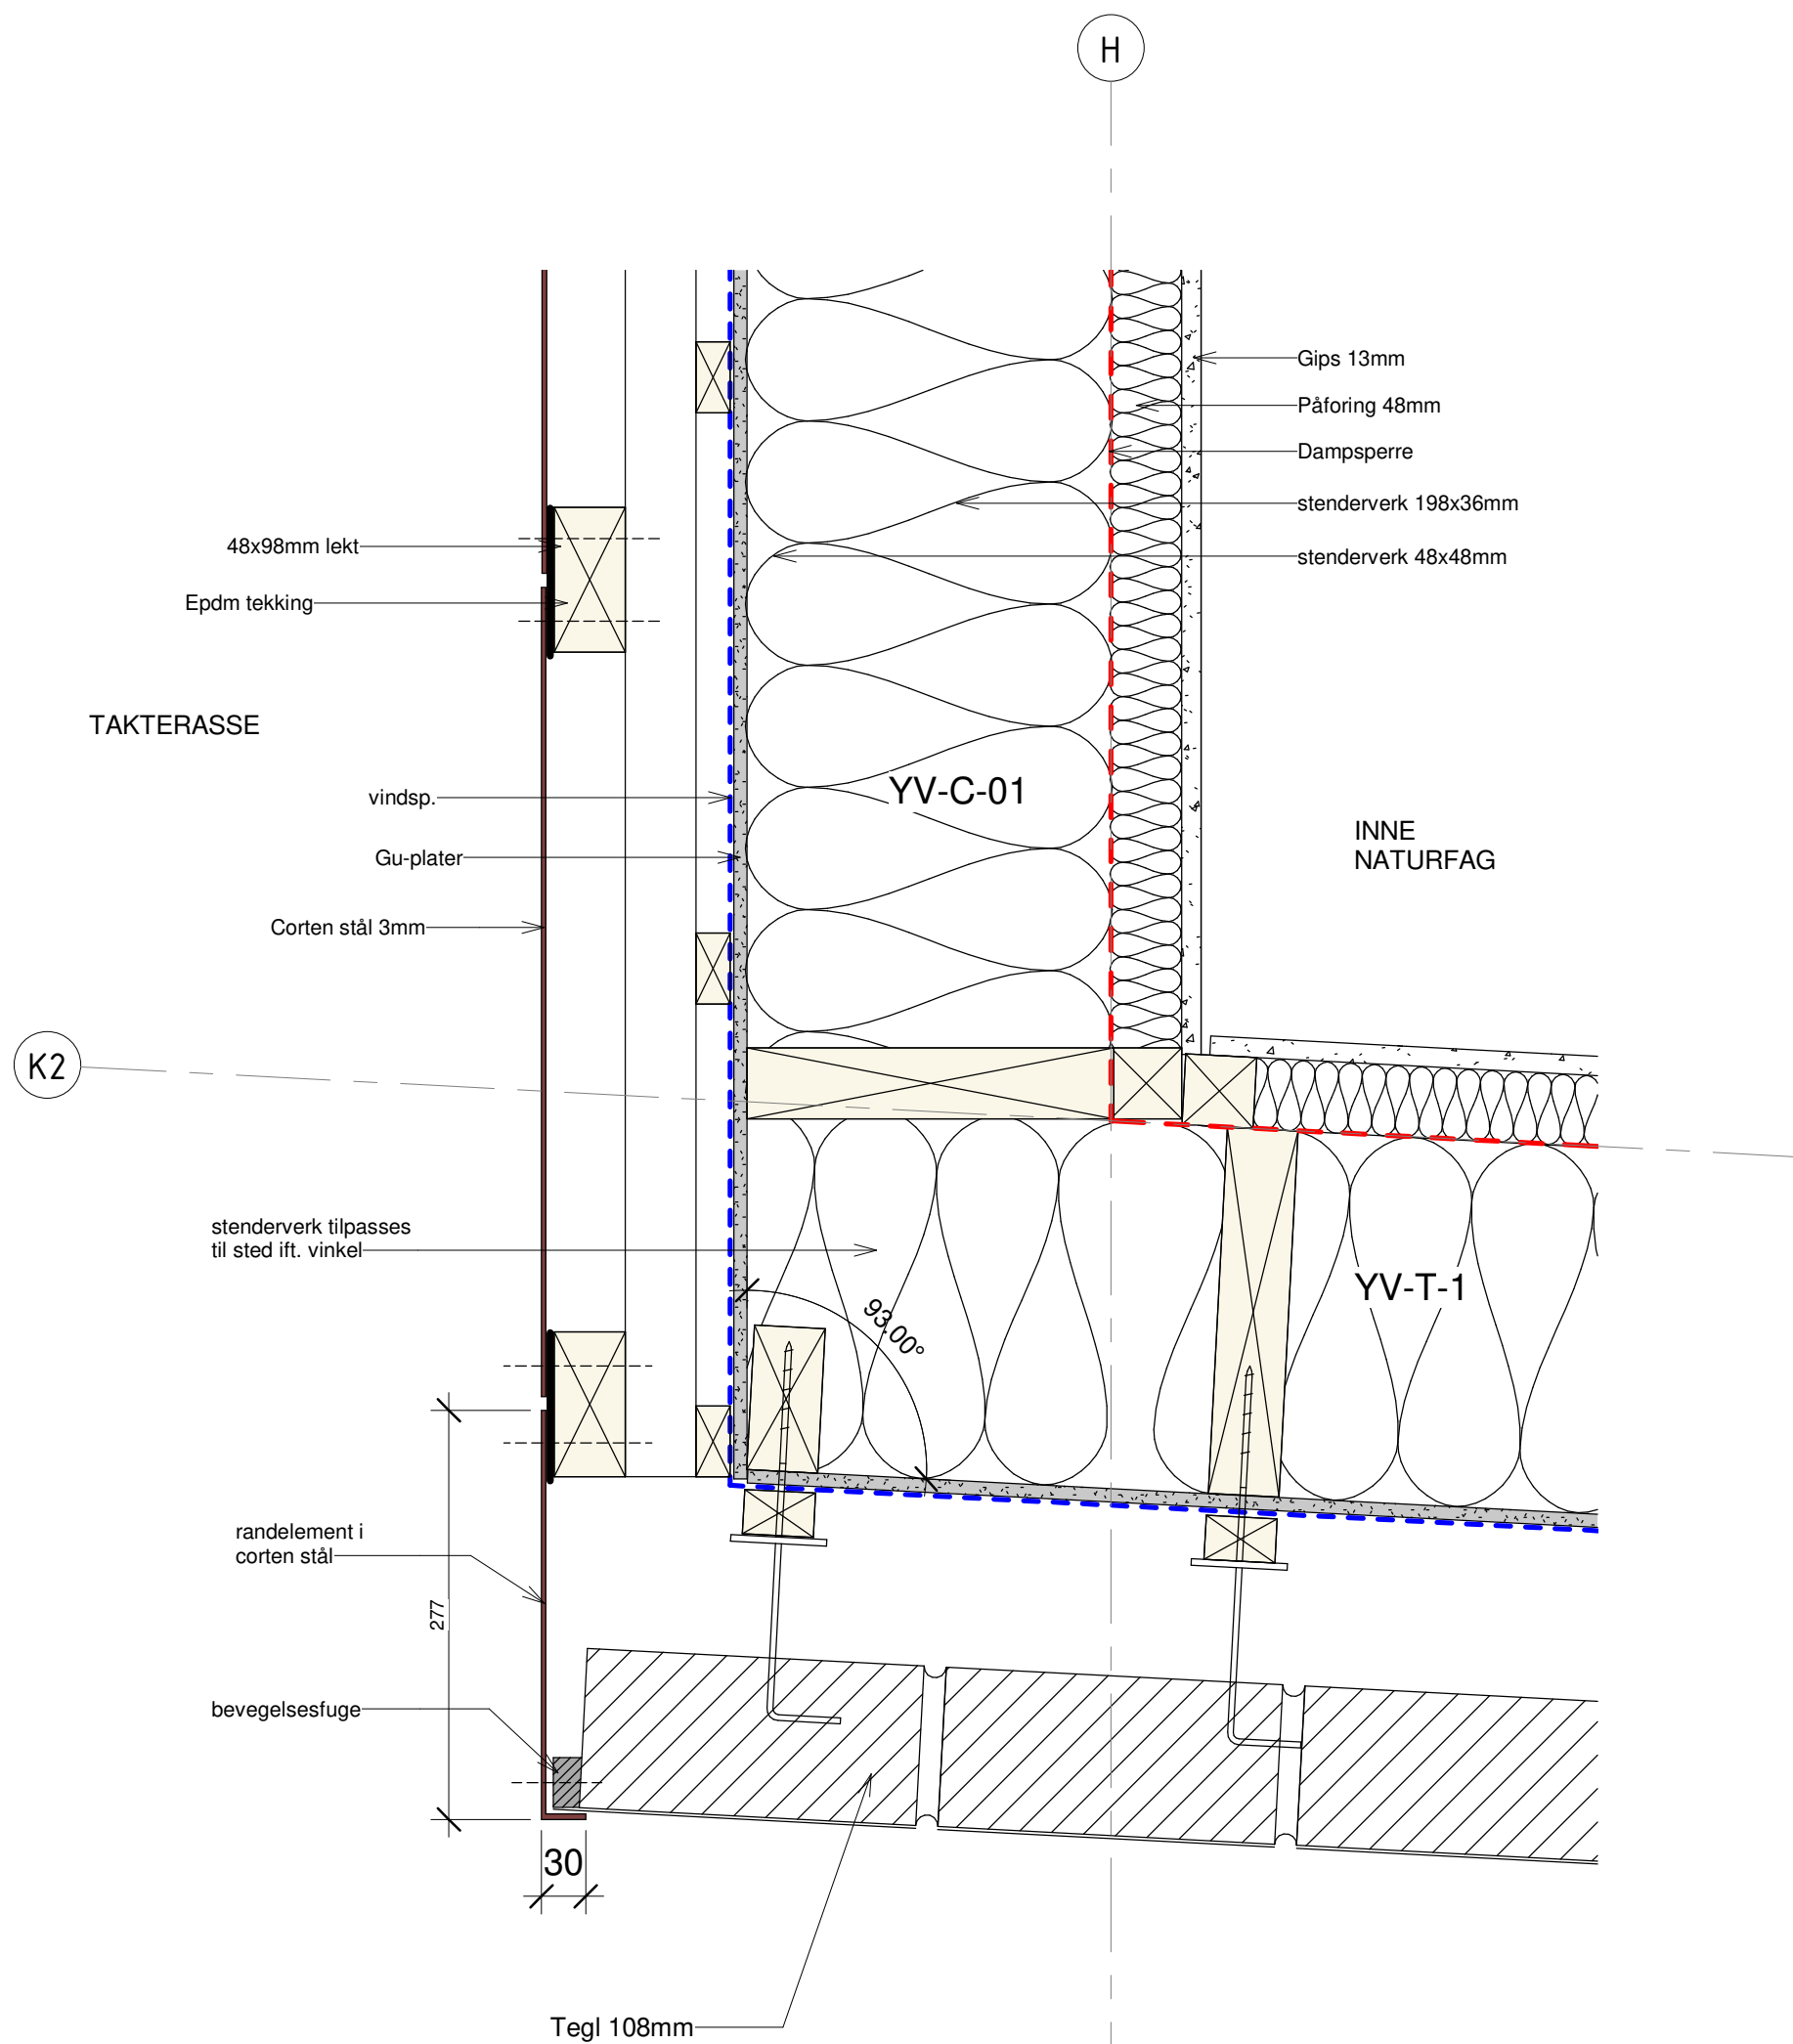 H
Gips 13mm
Påforing 48mm
Dampsperre
stenderverk 198x36mm
stenderverk 48x48mm
48x98mm lekt
Epdm tekking
TAKTERASSE
vindsp.
YV-C-01
Gu-plater
INNE
NATURFAG
Corten stål 3mm
K2
stenderverk tilpasses
til sted ift. vinkel
YV-T-1
93.00°
randelement i
corten stål
277
bevegelsesfuge
30
Tegl 108mm